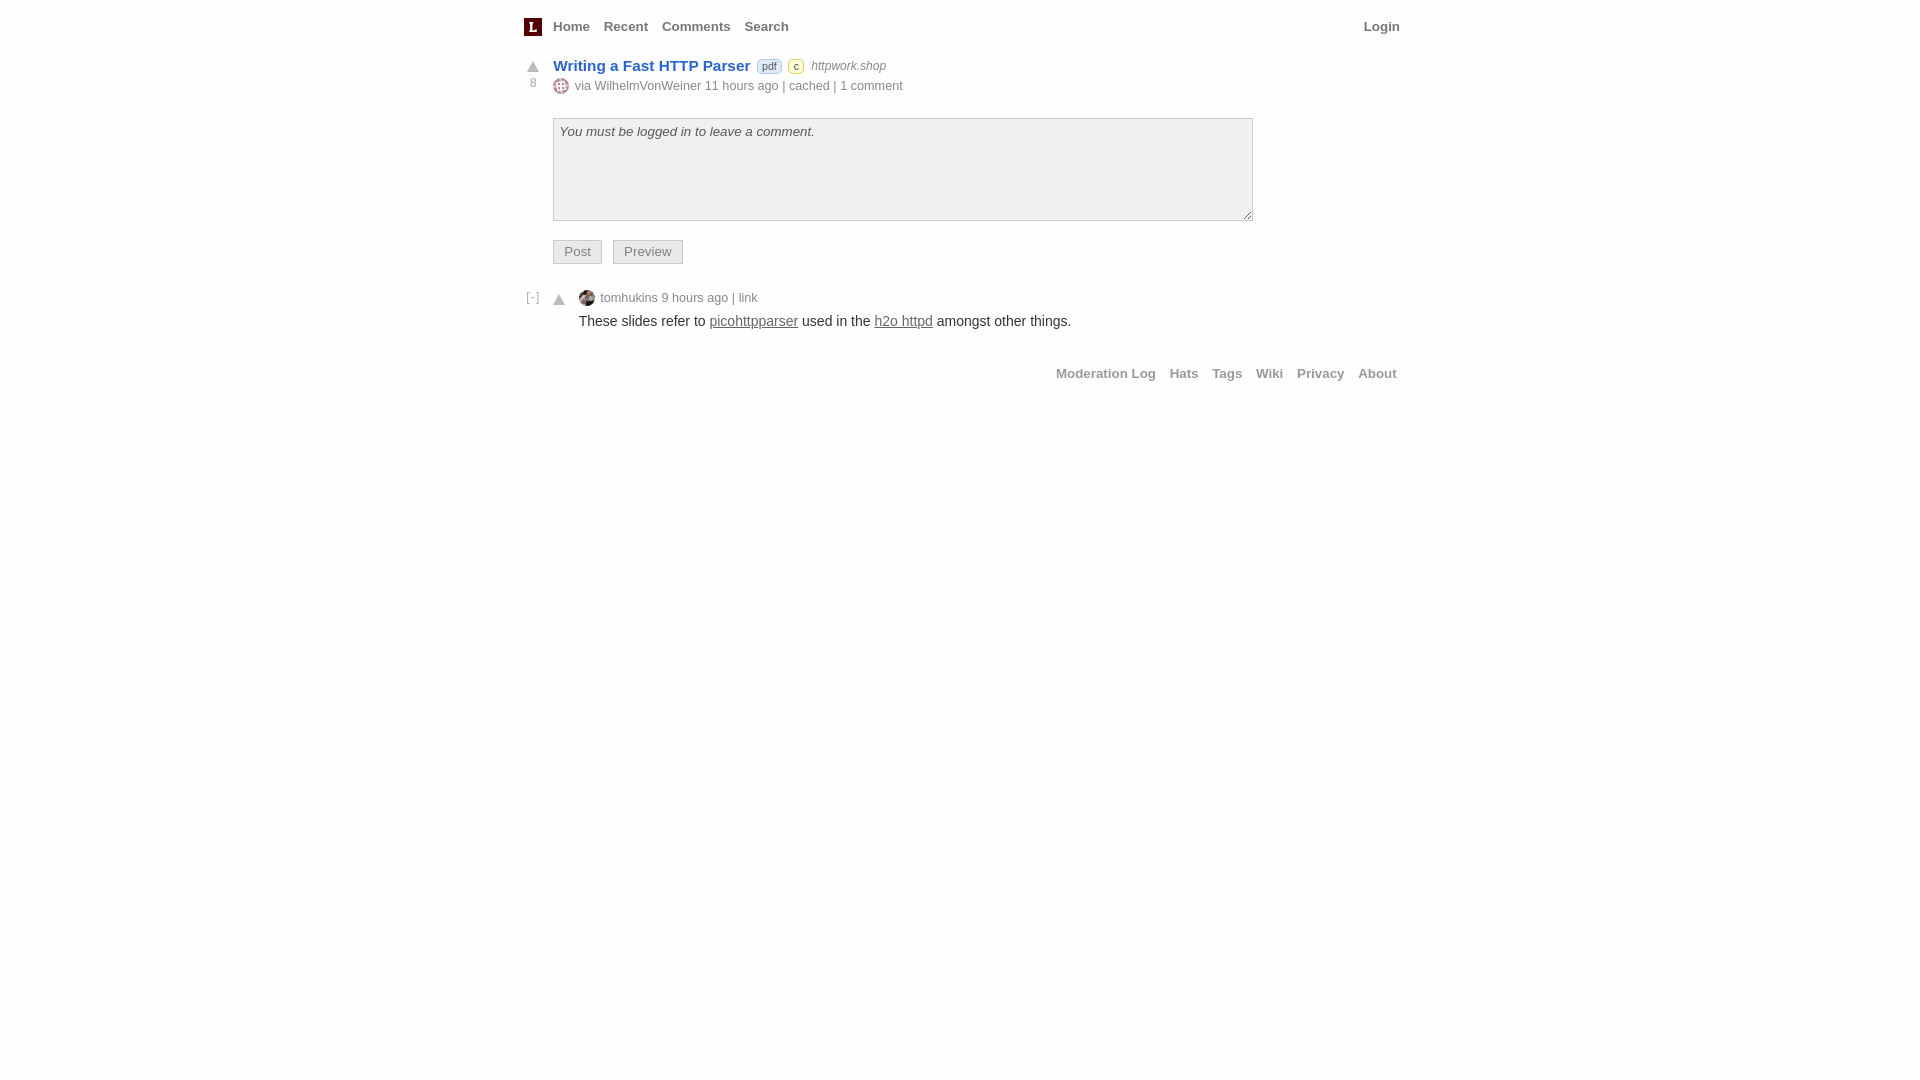 L Home Recent Comments Search Login
Writing a Fast HTTP Parser pdf c httpwork.shop
8
via WilhelmVonWeiner 11 hours ago | cached | 1 comment
You must be logged in to leave a comment.
Post Preview
[-] tomhukins 9 hours ago | link
These slides refer to picohttpparser used in the h2o httpd amongst other things.
Moderation Log Hats Tags Wiki Privacy About